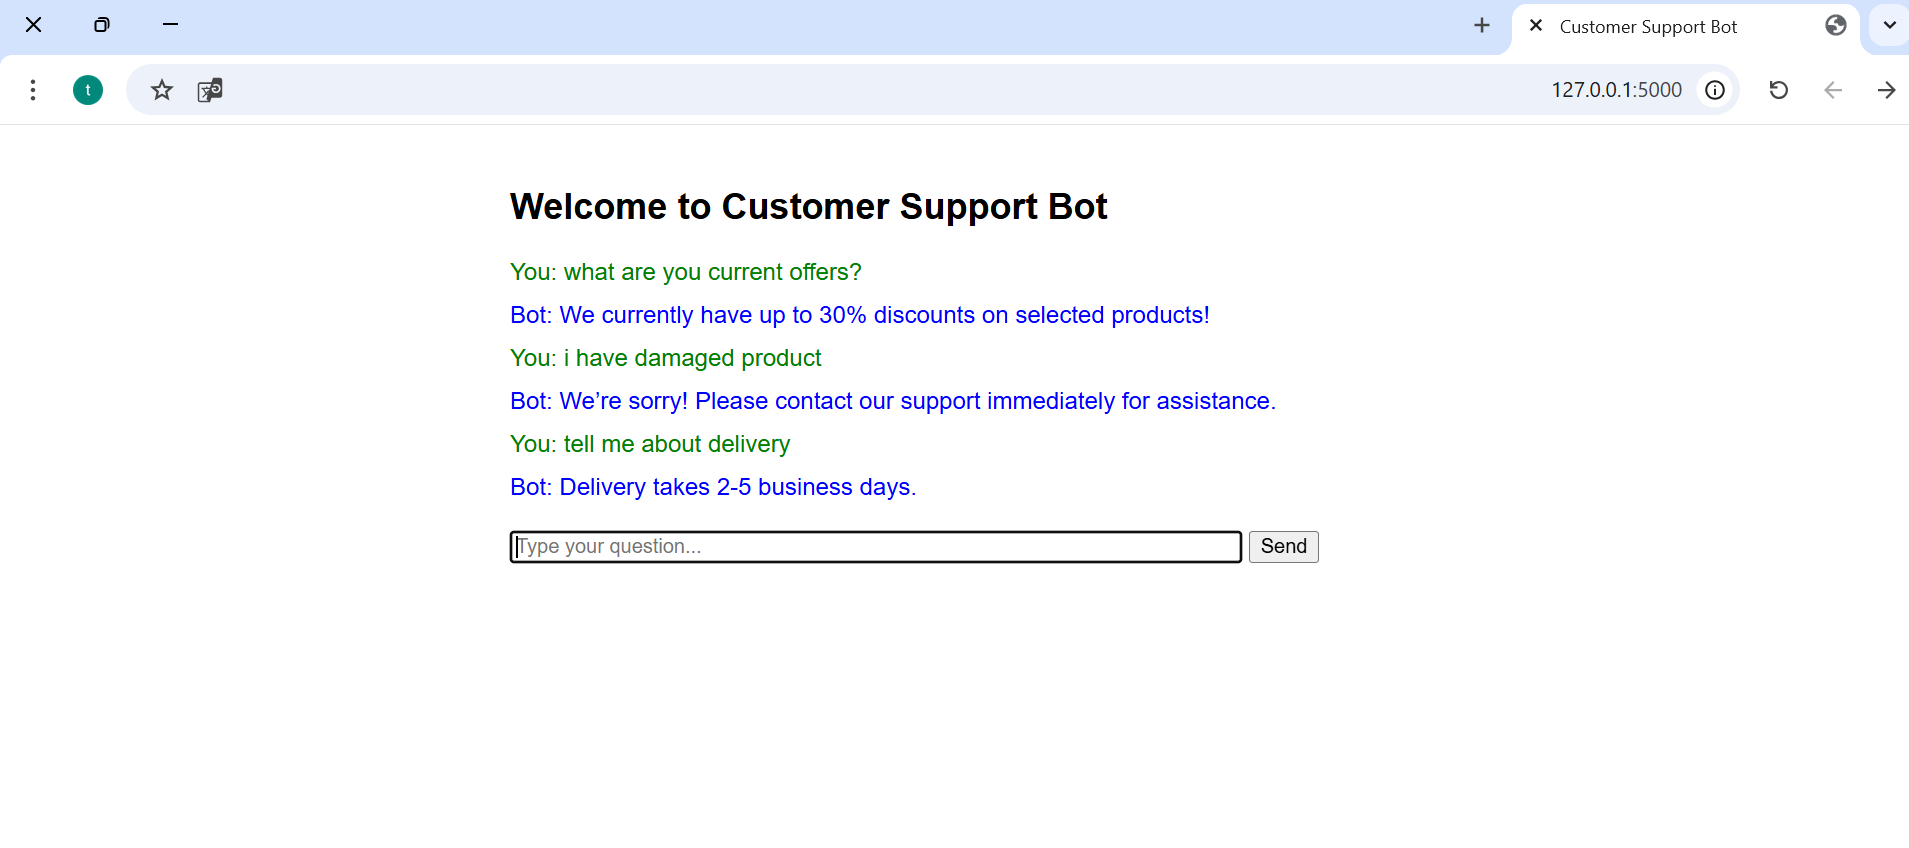 Customer Support Bot
t
127.0.0.1:5000
Welcome to Customer Support Bot
You: what are you current offers?
Bot: We currently have up to 30% discounts on selected products!
You: i have damaged product
Bot: We’re sorry! Please contact our support immediately for assistance.
You: tell me about delivery
Bot: Delivery takes 2-5 business days.
Type your question... Send